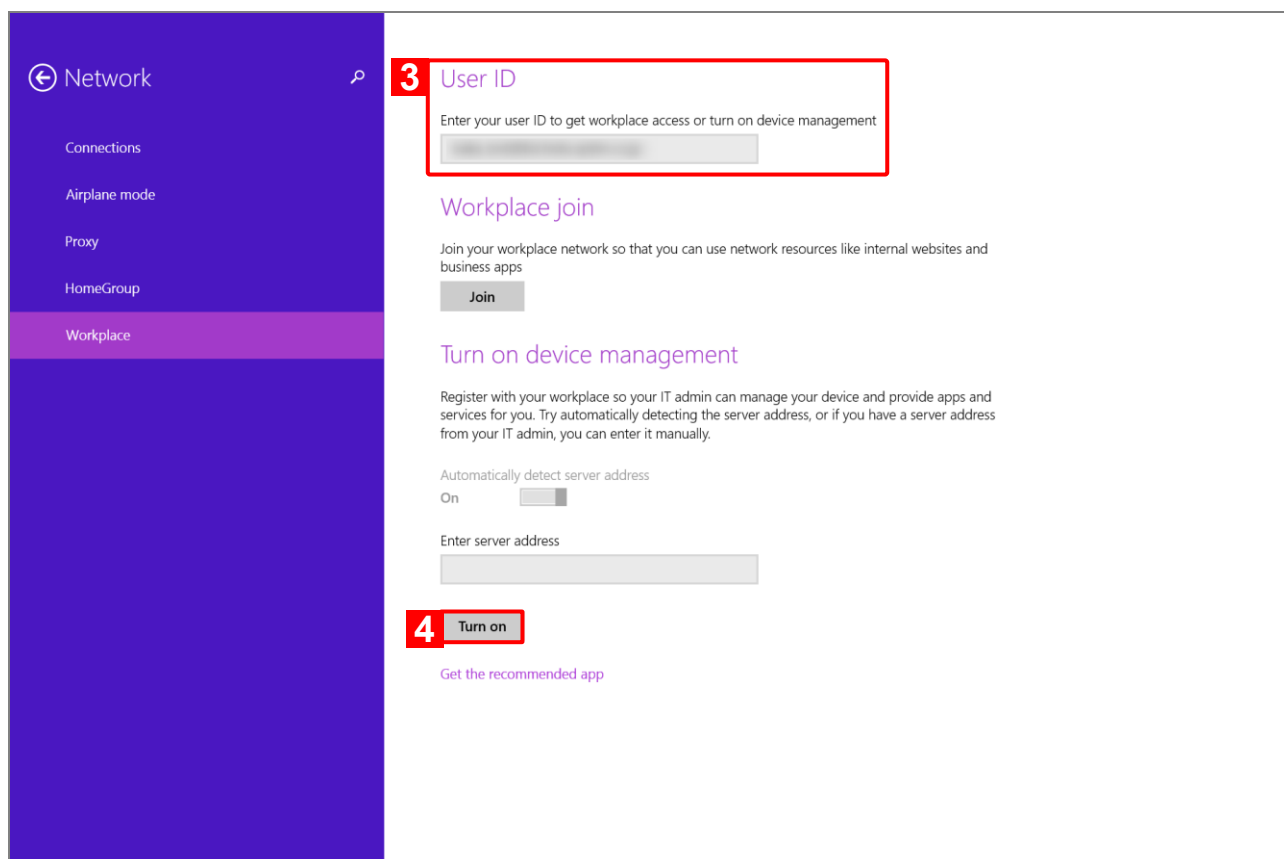 Network
Connections
Airplane mode
Proxy
HomeGroup
Workplace
3
User ID
Enter your user ID to get workplace access or turn on device management
Workplace join
Join your workplace network so that you can use network resources like internal websites and
business apps
Join
Turn on device management
Register with your workplace so your IT admin can manage your device and provide apps and
services for you. Try automatically detecting the server address, or if you have a server address
from your IT admin, you can enter it manually.
Automatically detect server address
On
Enter server address
4
Turn on
Get the recommended app